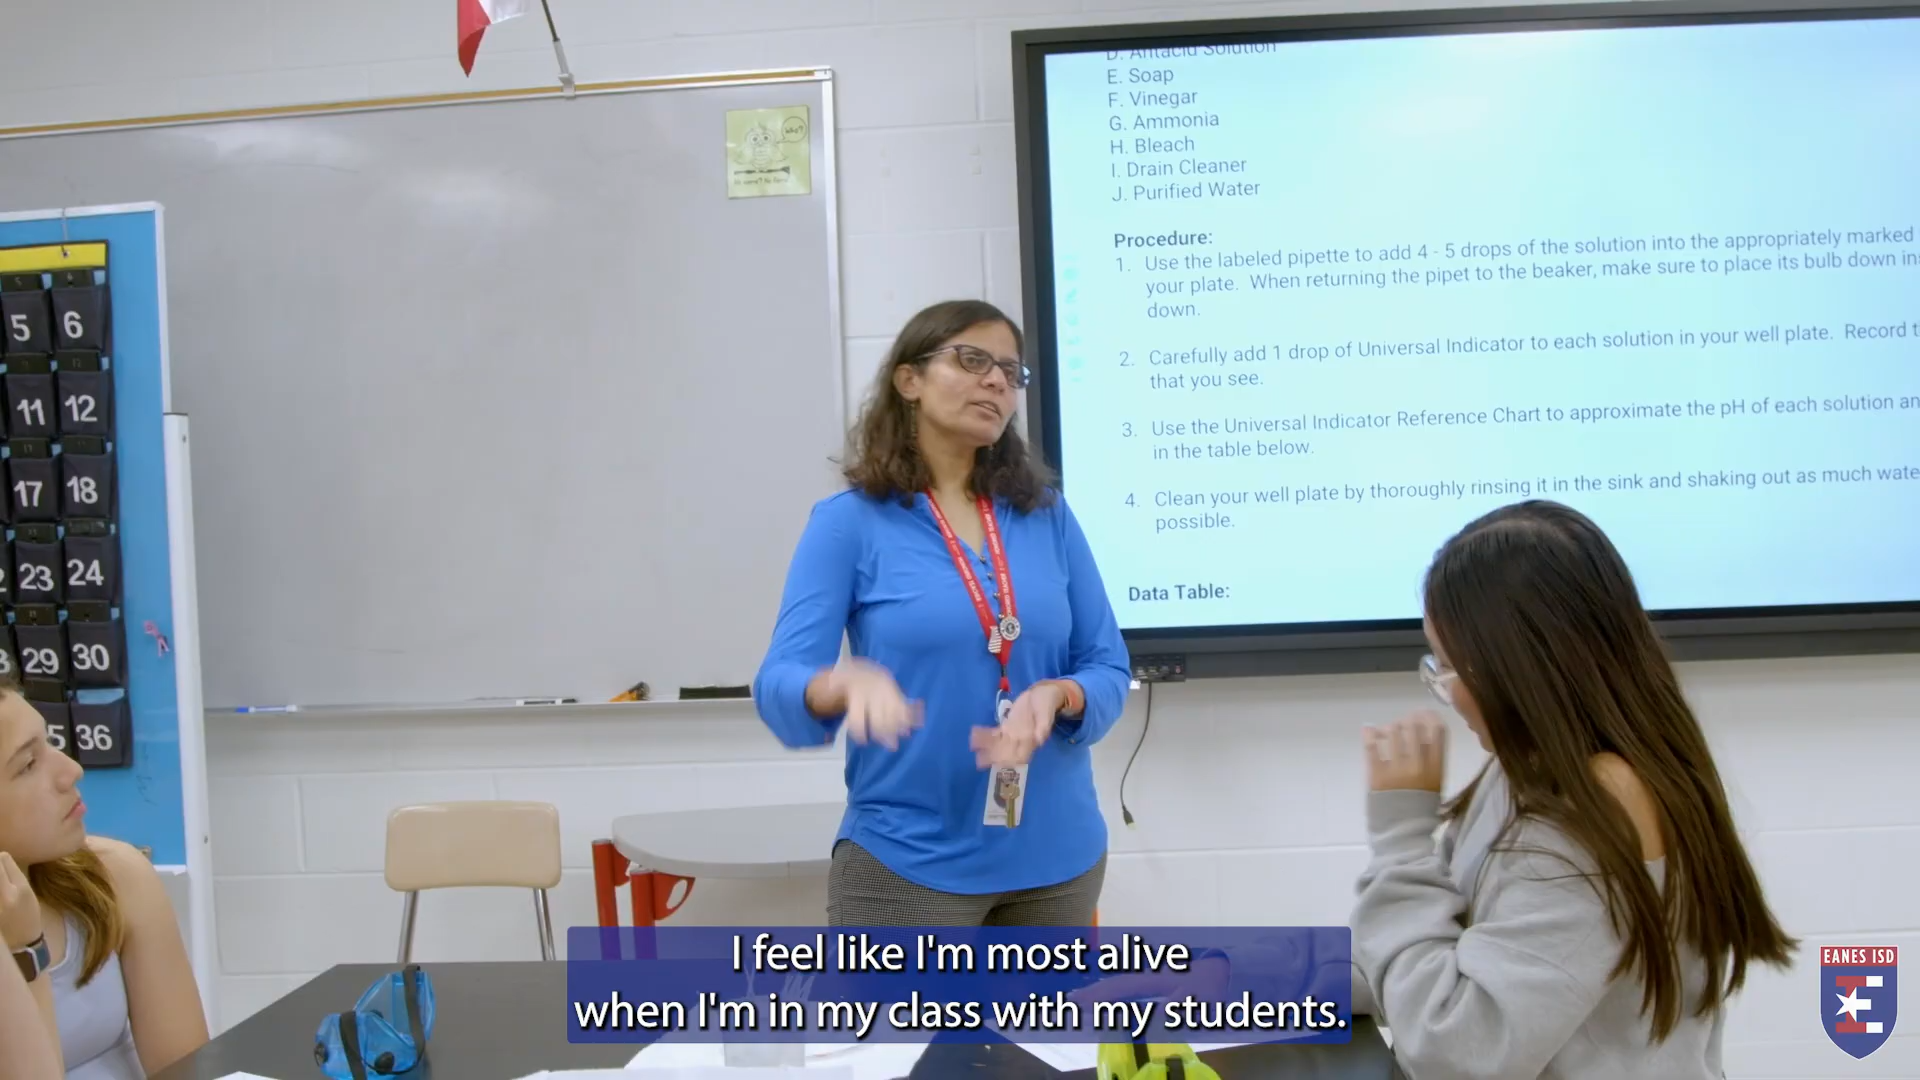 D. Antacid Solution
E. Soap
F. Vinegar
G. Ammonia
H. Bleach
I. Drain Cleaner
J. Purified Water
Procedure:
1. Use the labeled pipette to add 4 - 5 drops of the solution into the appropriately marked
your plate. When returning the pipet to the beaker, make sure to place its bulb down
down.
2. Carefully add 1 drop of Universal Indicator to each solution in your well plate. Record
that you see.
3. Use the Universal Indicator Reference Chart to approximate the pH of each solution
in the table below.
4. Clean your well plate by thoroughly rinsing it in the sink and shaking out as much
possible.
Data Table:
5 6
11 12
17 18
23 24
29 30
36
I feel like I'm most alive
when I'm in my class with my students.
EANES ISD